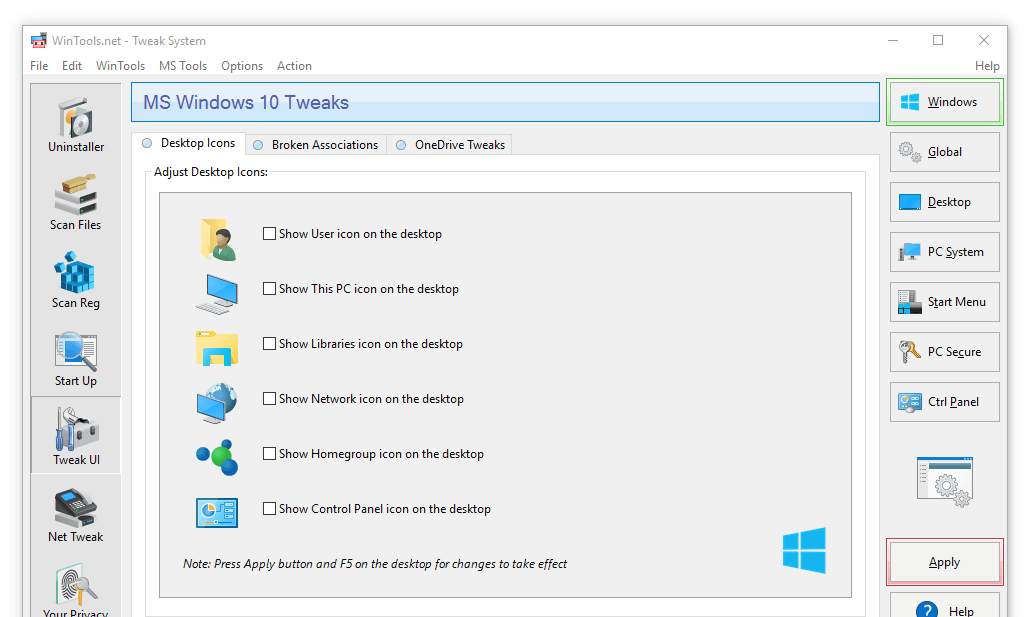 WinTools.net - Tweak System
File Edit WinTools MS Tools Options Action Help
Uninstaller
Scan Files
Scan Reg
Start Up
Tweak UI
Net Tweak
Your Privacy
MS Windows 10 Tweaks
Desktop Icons Broken Associations OneDrive Tweaks
Adjust Desktop Icons:
Show User icon on the desktop
Show This PC icon on the desktop
Show Libraries icon on the desktop
Show Network icon on the desktop
Show Homegroup icon on the desktop
Show Control Panel icon on the desktop
Note: Press Apply button and F5 on the desktop for changes to take effect
Windows
Global
Desktop
PC System
Start Menu
PC Secure
Ctrl Panel
Apply
? Help